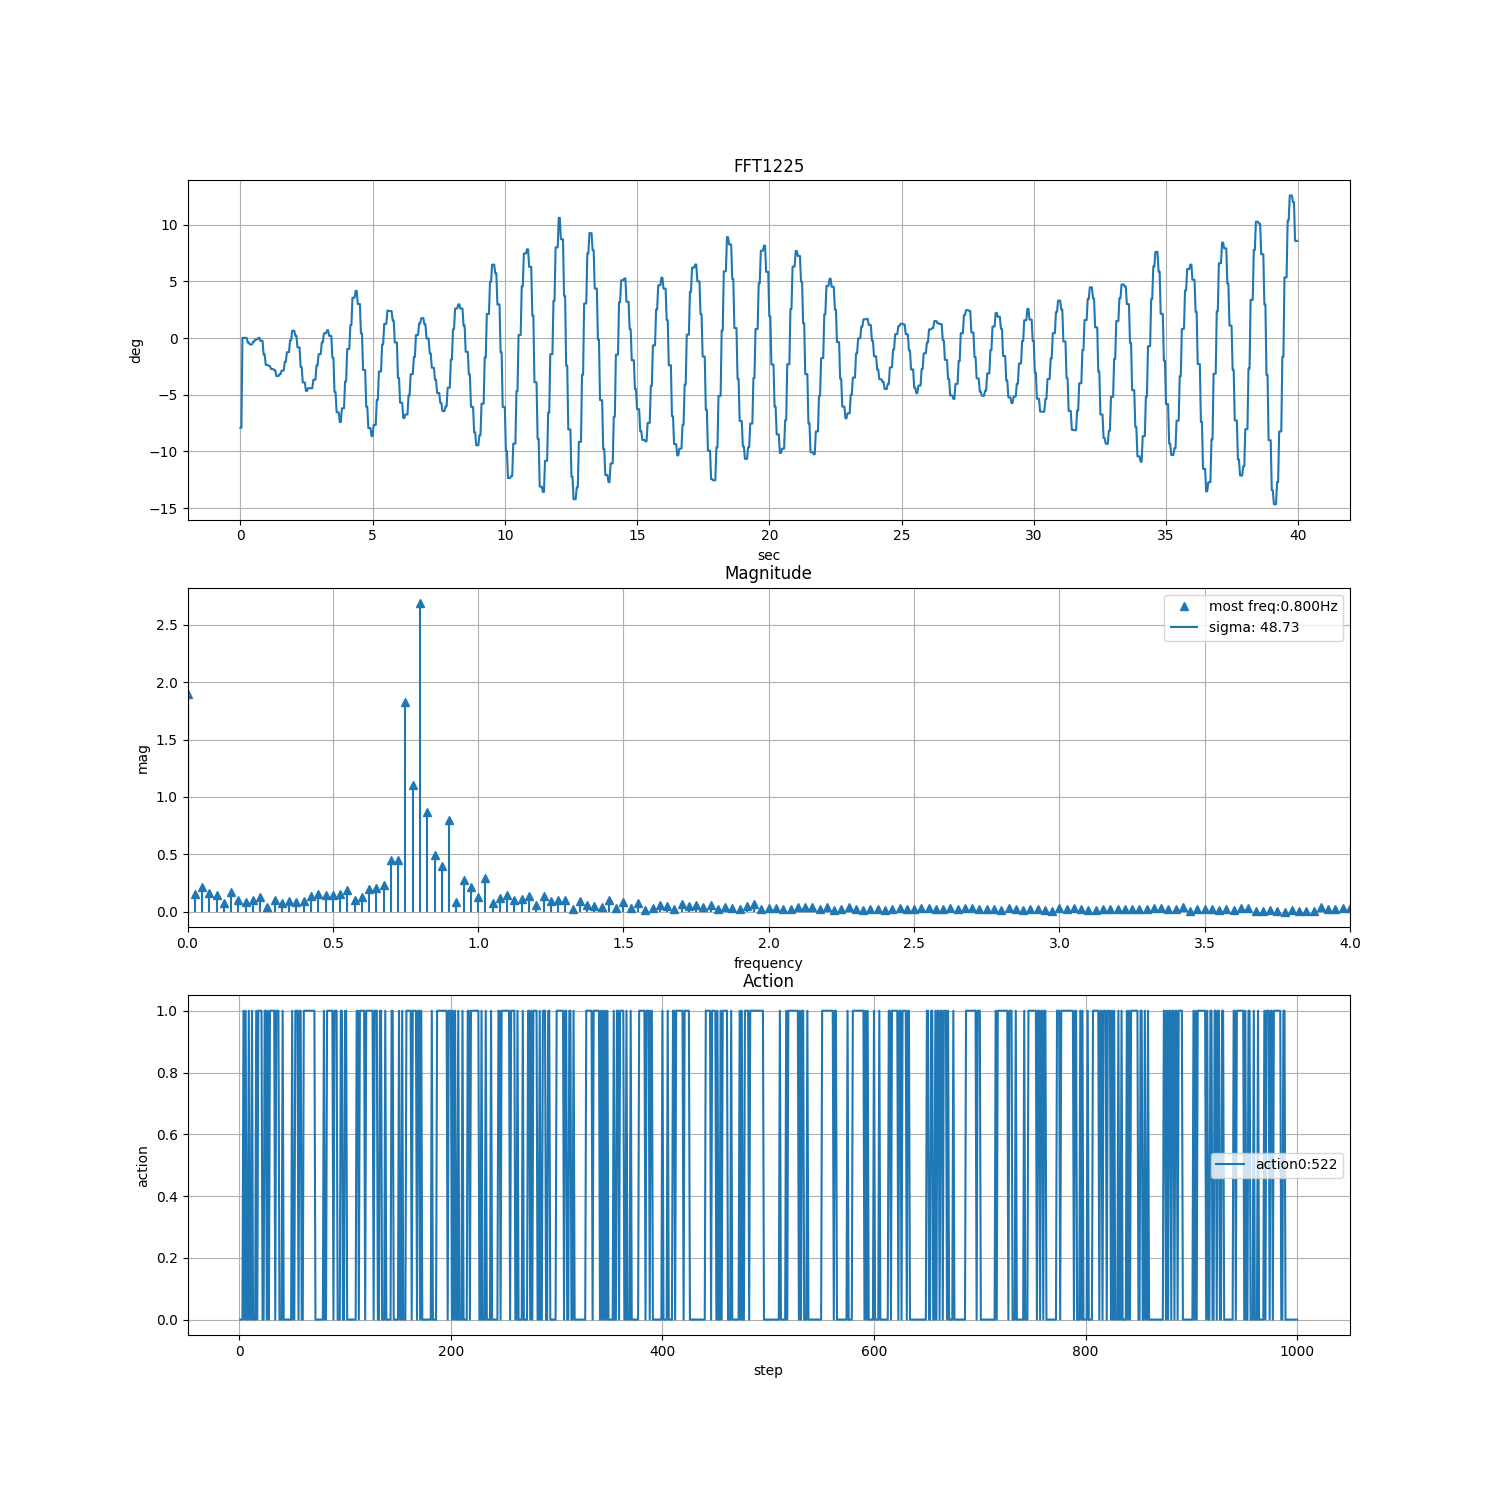 FFT1225
10
5
0
−5
−10
−15
deg
0 5 10 15 20 25 30 35 40
sec
Magnitude
2.5
2.0
1.5
1.0
0.5
0.0
mag
most freq:0.800Hz
sigma: 48.73
0.0 0.5 1.0 1.5 2.0 2.5 3.0 3.5 4.0
frequency
Action
1.0
0.8
0.6
0.4
0.2
0.0
action
action0:522
0 200 400 600 800 1000
step